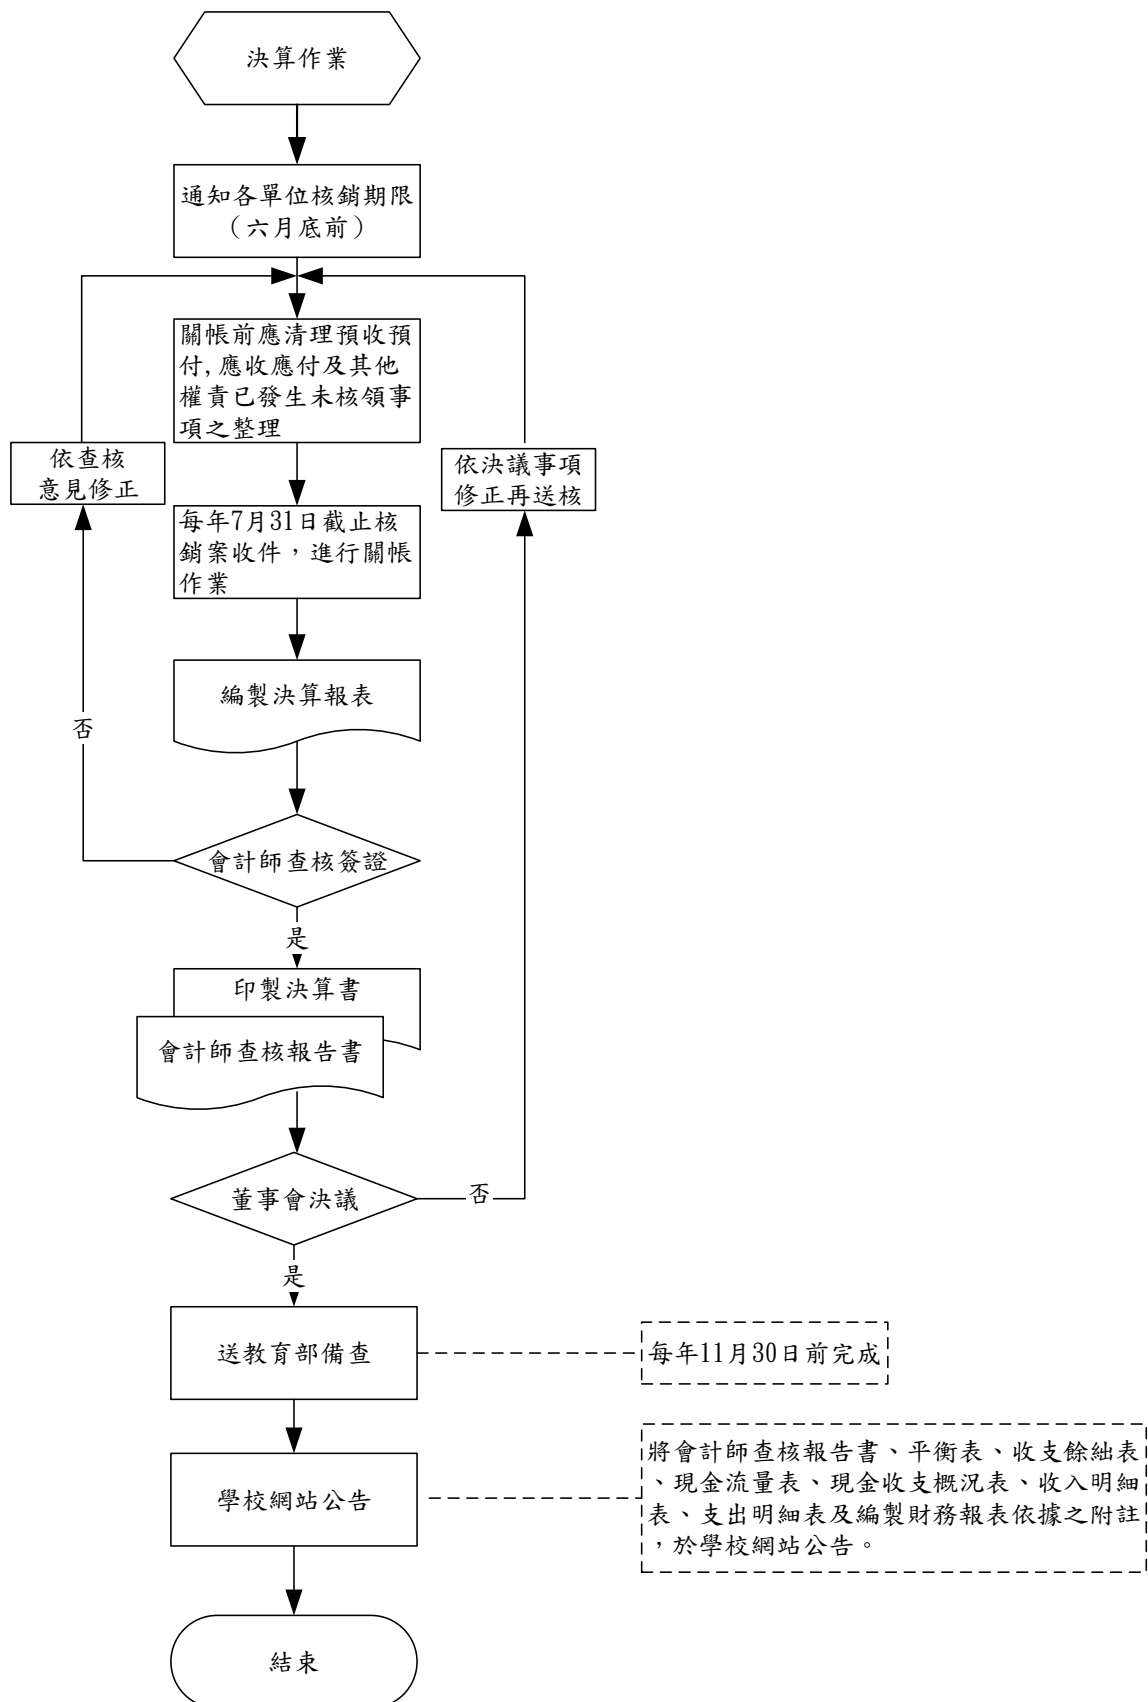 決算作業
通知各單位核銷期限
（六月底前）
關帳前應清理預收預
付,應收應付及其他
權責已發生未核領事
項之整理
依查核
意見修正
依決議事項
修正再送核
每年7月31日截止核
銷案收件，進行關帳
作業
編製決算報表
否
會計師查核簽證
是
印製決算書
會計師查核報告書
董事會決議
否
是
送教育部備查
每年11月30日前完成
學校網站公告
將會計師查核報告書、平衡表、收支餘絀表
、現金流量表、現金收支概況表、收入明細
表、支出明細表及編製財務報表依據之附註
，於學校網站公告。
結束